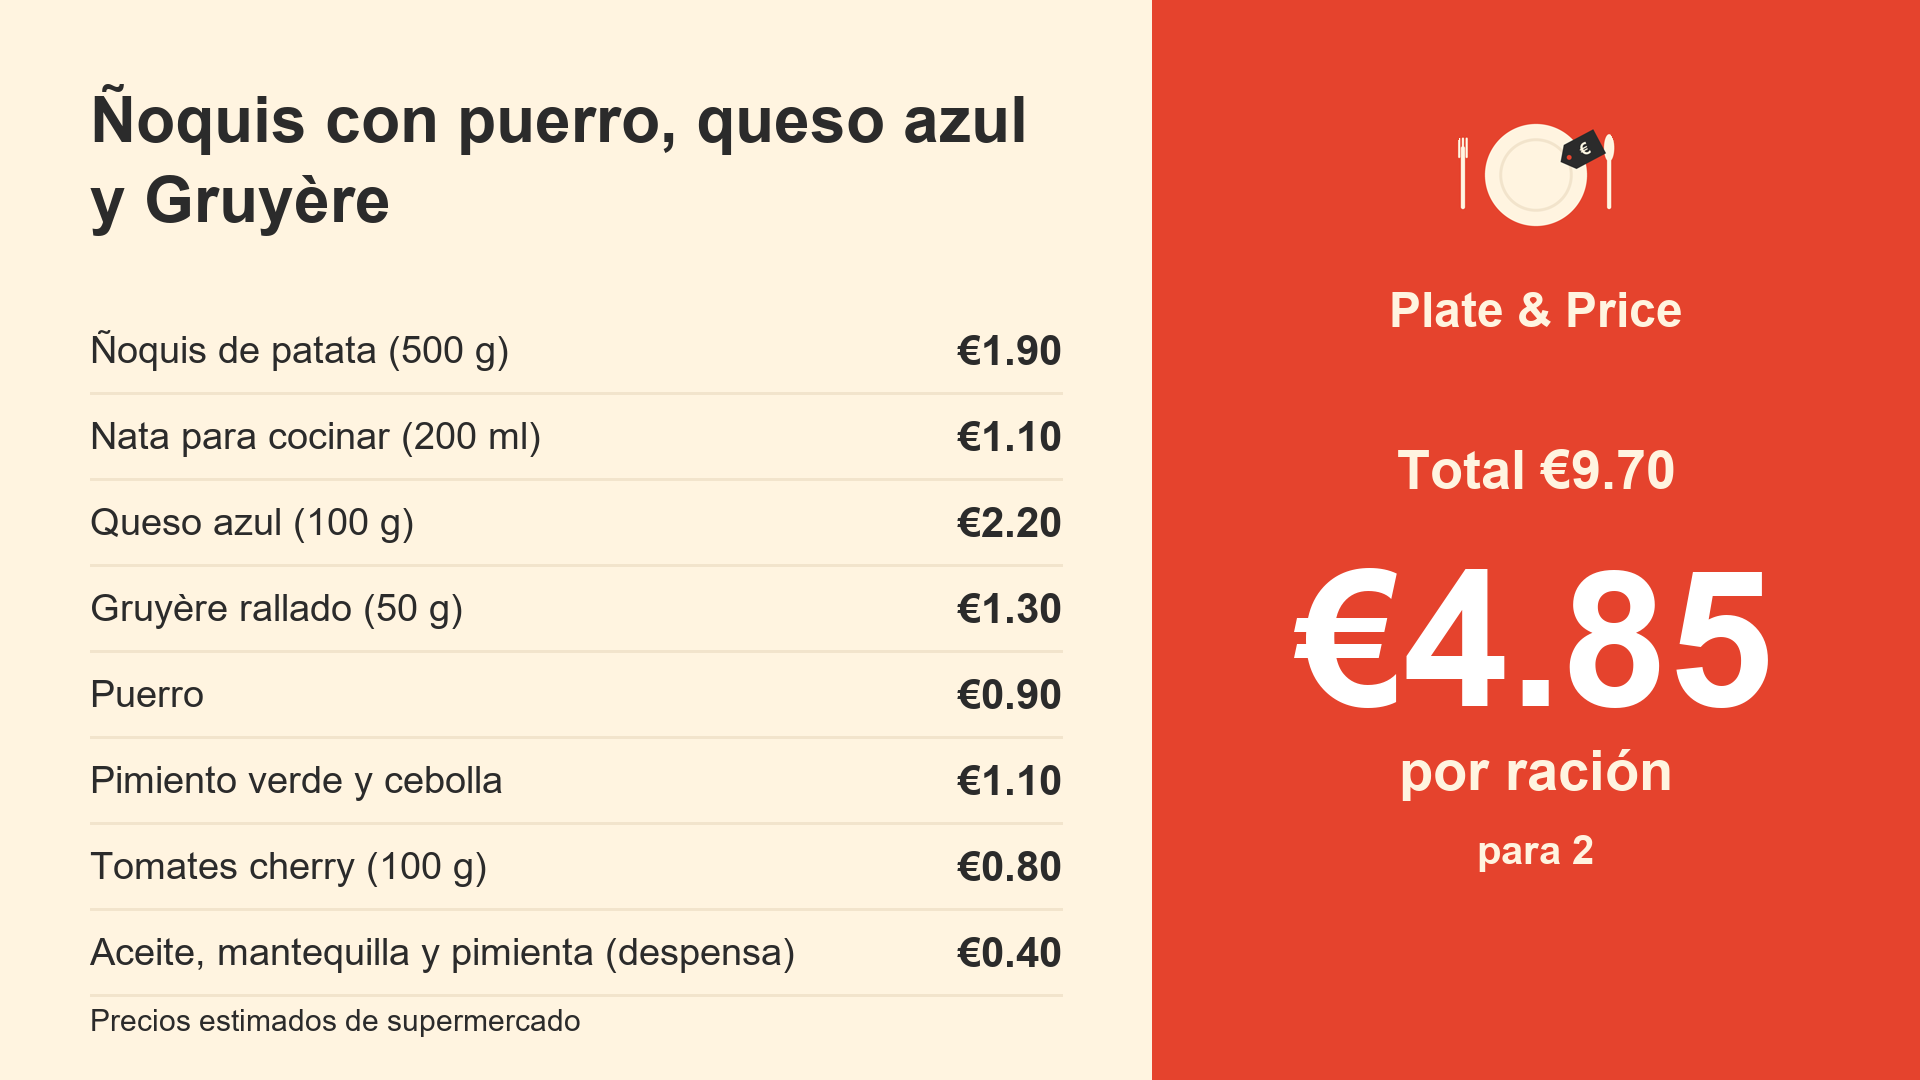 Ñoquis con puerro, queso azul
y Gruyère
Ñoquis de patata (500 g) €1.90
Nata para cocinar (200 ml) €1.10
Queso azul (100 g) €2.20
Gruyère rallado (50 g) €1.30
Puerro €0.90
Pimiento verde y cebolla €1.10
Tomates cherry (100 g) €0.80
Aceite, mantequilla y pimienta (despensa) €0.40
Precios estimados de supermercado
€
Plate & Price
Total €9.70
€4.85
por ración
para 2